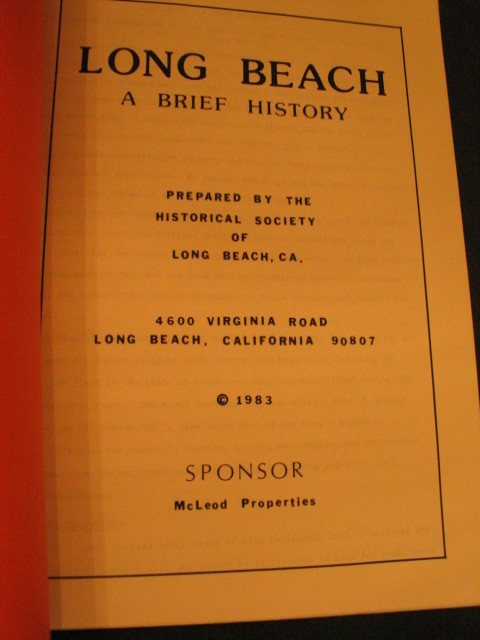 LONG BEACH
A BRIEF HISTORY
PREPARED BY THE
HISTORICAL SOCIETY
OF
LONG BEACH, CA.
4600 VIRGINIA ROAD
LONG BEACH, CALIFORNIA 90807
© 1983
SPONSOR
McLeod Properties